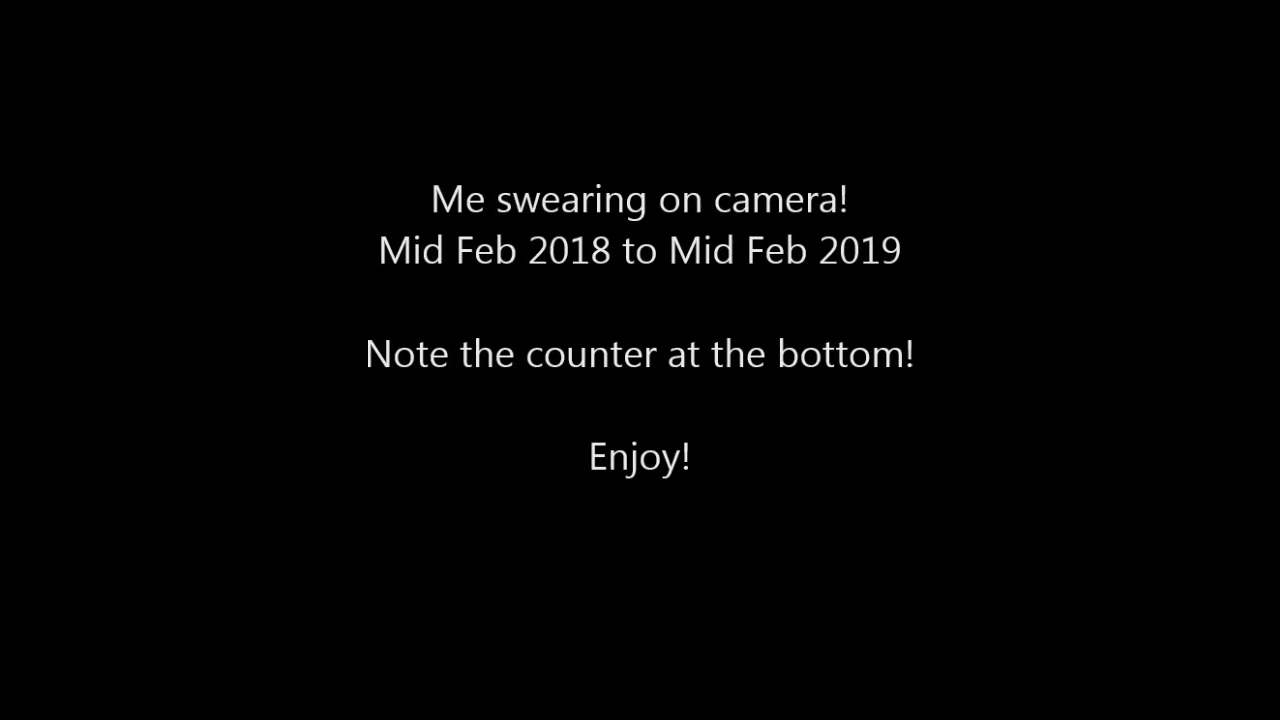 Me swearing on camera!
Mid Feb 2018 to Mid Feb 2019
Note the counter at the bottom!
Enjoy!